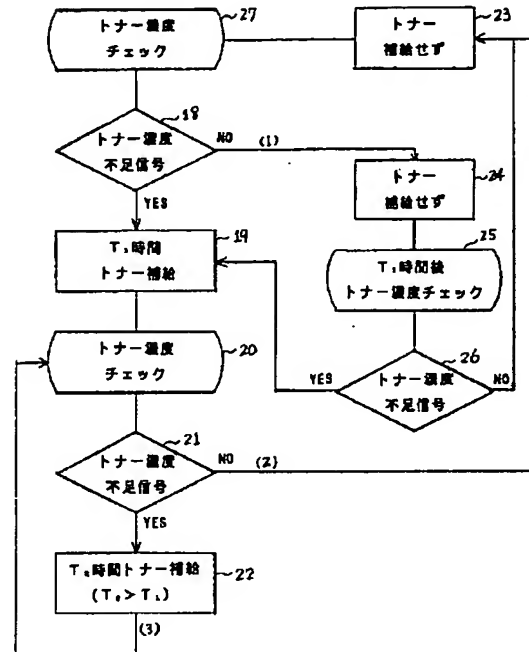 トナー濃度
チェック
27
トナー
補給せず
23
トナー濃度
不足信号
18
NO
(1)
YES
トナー
補給せず
24
T₁時間
トナー補給
19
T₁時間後
トナー濃度チェック
25
トナー濃度
チェック
20
トナー濃度
不足信号
26
YES
NO
トナー濃度
不足信号
21
NO
(2)
YES
T₂時間トナー補給
(T₂>T₁)
22
(3)